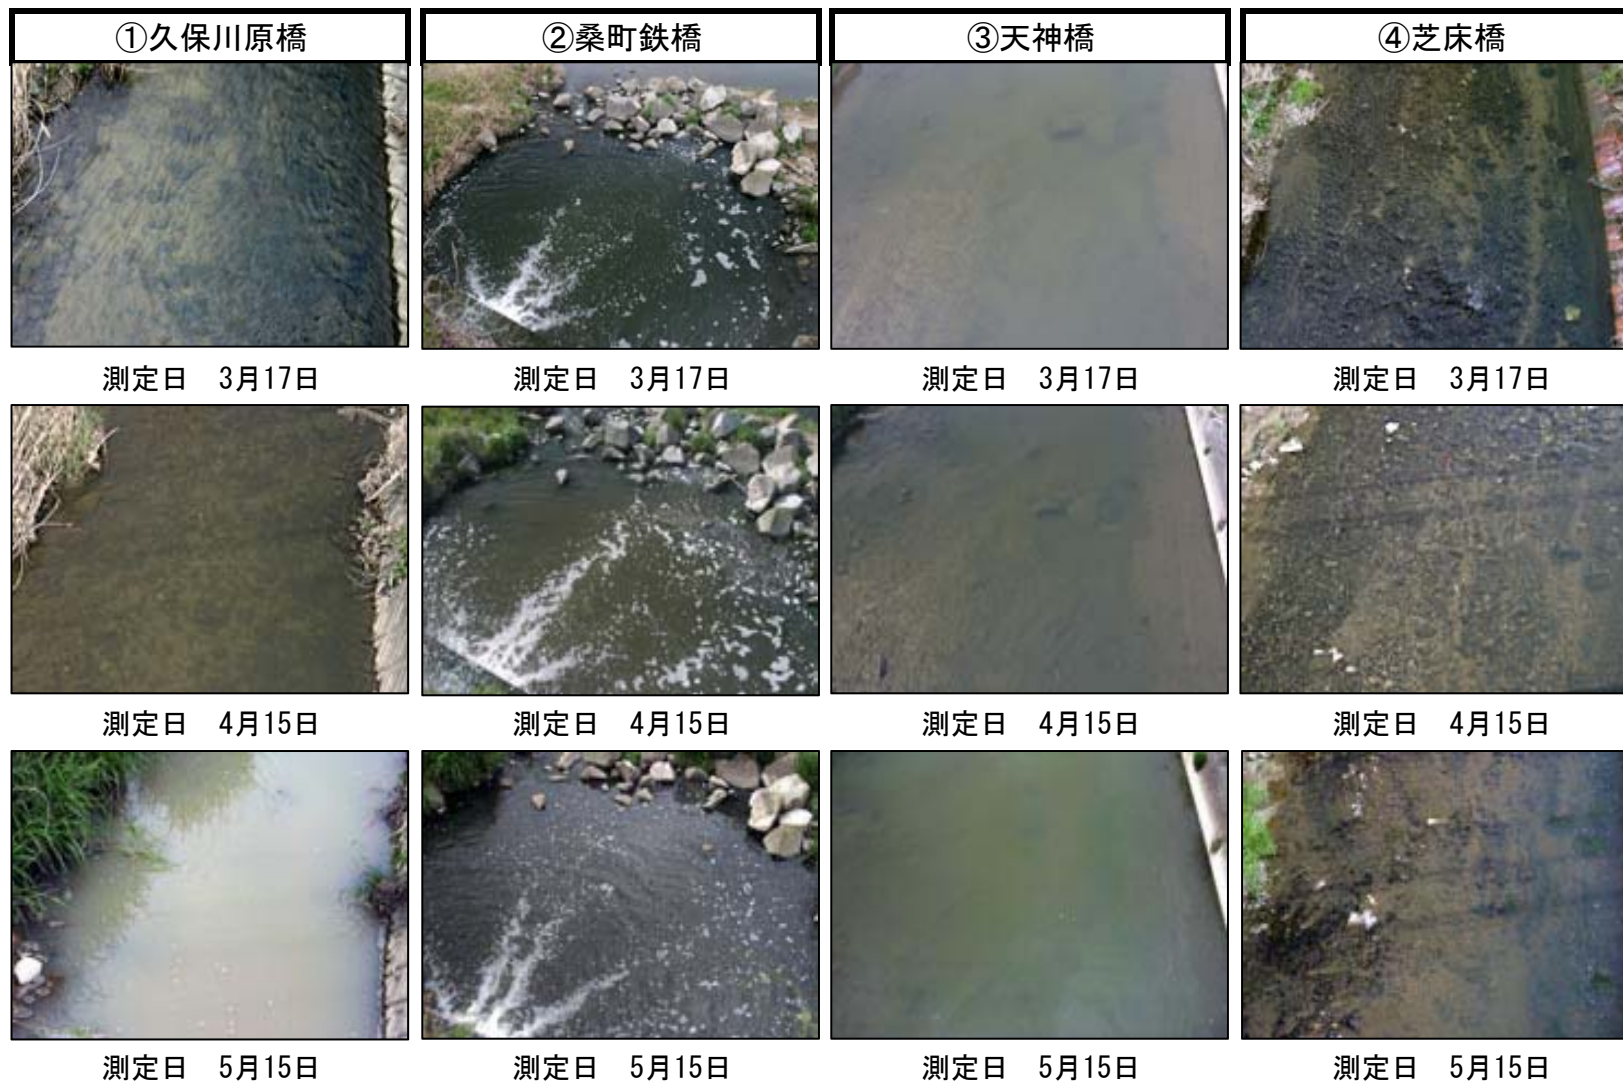 ①久保川原橋
②桑町鉄橋
③天神橋
④芝床橋
測定日　3月17日
測定日　3月17日
測定日　3月17日
測定日　3月17日
測定日　4月15日
測定日　4月15日
測定日　4月15日
測定日　4月15日
測定日　5月15日
測定日　5月15日
測定日　5月15日
測定日　5月15日